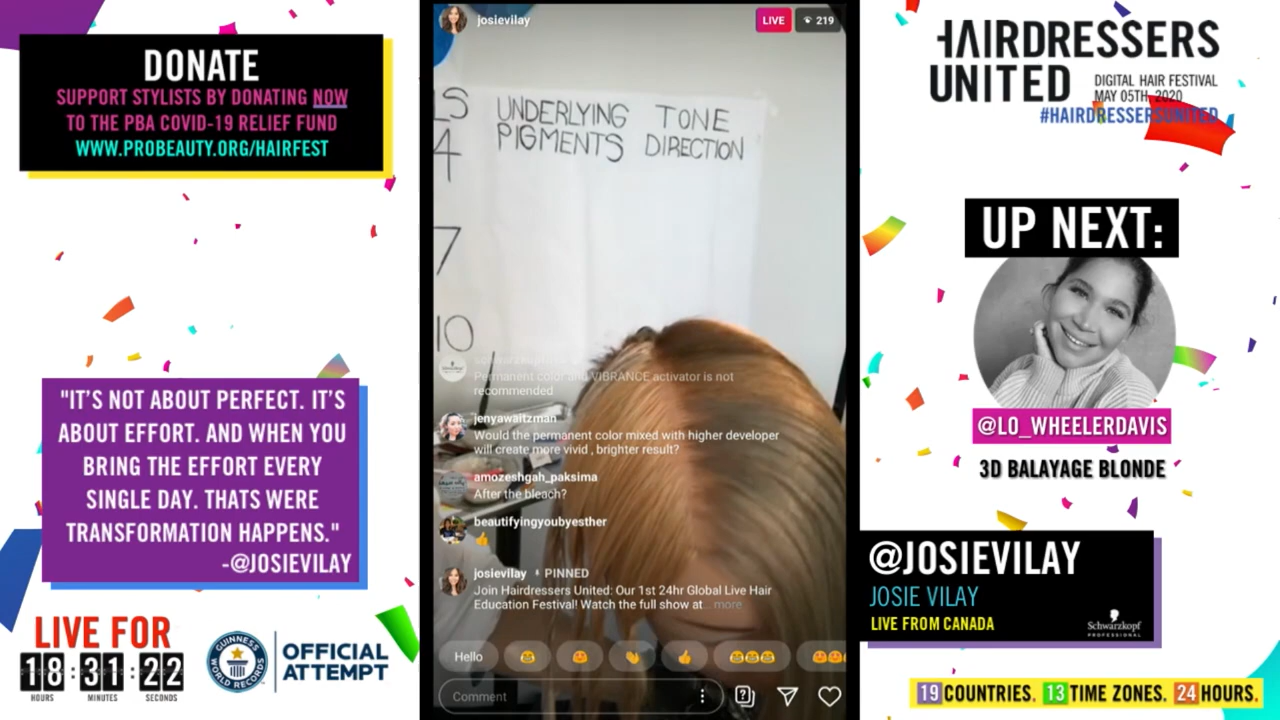 DONATE
SUPPORT STYLISTS BY DONATING NOW
TO THE PBA COVID-19 RELIEF FUND
WWW.PROBEAUTY.ORG/HAIRFEST
"IT'S NOT ABOUT PERFECT. IT'S
ABOUT EFFORT. AND WHEN YOU
BRING THE EFFORT EVERY
SINGLE DAY. THATS WERE
TRANSFORMATION HAPPENS."
-@JOSIEVILAY
LIVE FOR
18:31:22
HOURS MINUTES SECONDS
GUINNESS WORLD RECORDS
OFFICIAL
ATTEMPT
josievilay
LIVE 219
LS UNDERLYING TONE
PIGMENTS DIRECTION
4
7
10
Permanent color and VIBRANCE activator is not
recommended
jenyawaitzman
Would the permanent color mixed with higher developer
will create more vivid , brighter result?
amozeshgah_paksima
After the bleach?
beautifyingyoubyesther
👍
josievilay PINNED
Join Hairdressers United: Our 1st 24hr Global Live Hair
Education Festival! Watch the full show at... more
Hello
Comment
HAIRDRESSERS
UNITED
DIGITAL HAIR FESTIVAL
MAY 05TH, 2020
#HAIRDRESSERSUNITED
UP NEXT:
@LO_WHEELERDAVIS
3D BALAYAGE BLONDE
@JOSIEVILAY
JOSIE VILAY
LIVE FROM CANADA
Schwarzkopf
PROFESSIONAL
19 COUNTRIES. 13 TIME ZONES. 24 HOURS.